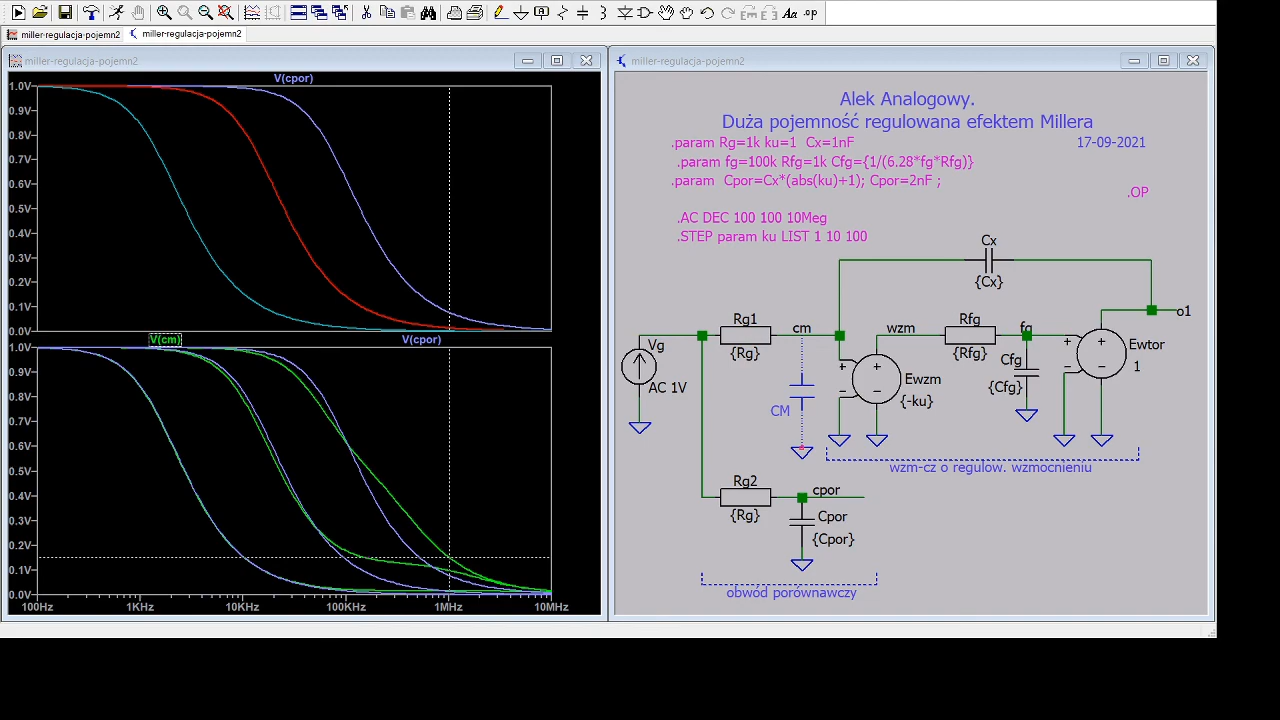 miller-regulacja-pojemn2
miller-regulacja-pojemn2
miller-regulacja-pojemn2
V(cpor)
1.0V
0.9V
0.8V
0.7V
0.6V
0.5V
0.4V
0.3V
0.2V
0.1V
0.0V
V(cm)
V(cpor)
1.0V
0.9V
0.8V
0.7V
0.6V
0.5V
0.4V
0.3V
0.2V
0.1V
0.0V
100Hz 1KHz 10KHz 100KHz 1MHz 10MHz
miller-regulacja-pojemn2
Alek Analogowy.
Duża pojemność regulowana efektem Millera
.param Rg=1k ku=1 Cx=1nF
17-09-2021
.param fg=100k Rfg=1k Cfg={1/(6.28*fg*Rfg)}
.param Cpor=Cx*(abs(ku)+1); Cpor=2nF ;
.OP
.AC DEC 100 100 10Meg
.STEP param ku LIST 1 10 100
Cx
{Cx}
o1
Vg
AC 1V
Rg1
{Rg}
cm
CM
wzm
Ewzm
{-ku}
Rfg
{Rfg}
fg
Cfg
{Cfg}
Ewtor
1
wzm-cz o regulow. wzmocnieniu
Rg2
{Rg}
cpor
Cpor
{Cpor}
obwód porównawczy
.op